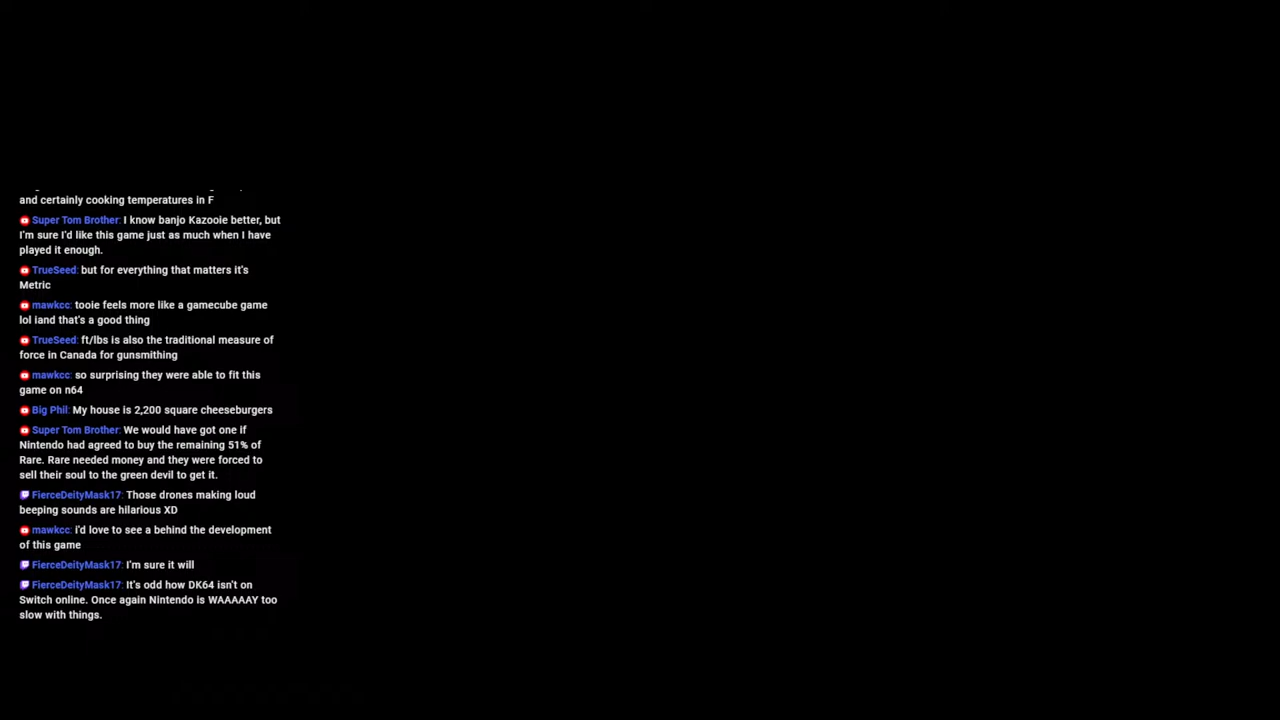 and certainly cooking temperatures in F
Super Tom Brother: I know banjo Kazooie better, but
I'm sure I'd like this game just as much when I have
played it enough.
TrueSeed: but for everything that matters it's
Metric
mawkcc: tooie feels more like a gamecube game
lol iand that's a good thing
TrueSeed: ft/lbs is also the traditional measure of
force in Canada for gunsmithing
mawkcc: so surprising they were able to fit this
game on n64
Big Phil: My house is 2,200 square cheeseburgers
Super Tom Brother: We would have got one if
Nintendo had agreed to buy the remaining 51% of
Rare. Rare needed money and they were forced to
sell their soul to the green devil to get it.
FierceDeityMask17: Those drones making loud
beeping sounds are hilarious XD
mawkcc: i'd love to see a behind the development
of this game
FierceDeityMask17: I'm sure it will
FierceDeityMask17: It's odd how DK64 isn't on
Switch online. Once again Nintendo is WAAAAAY too
slow with things.